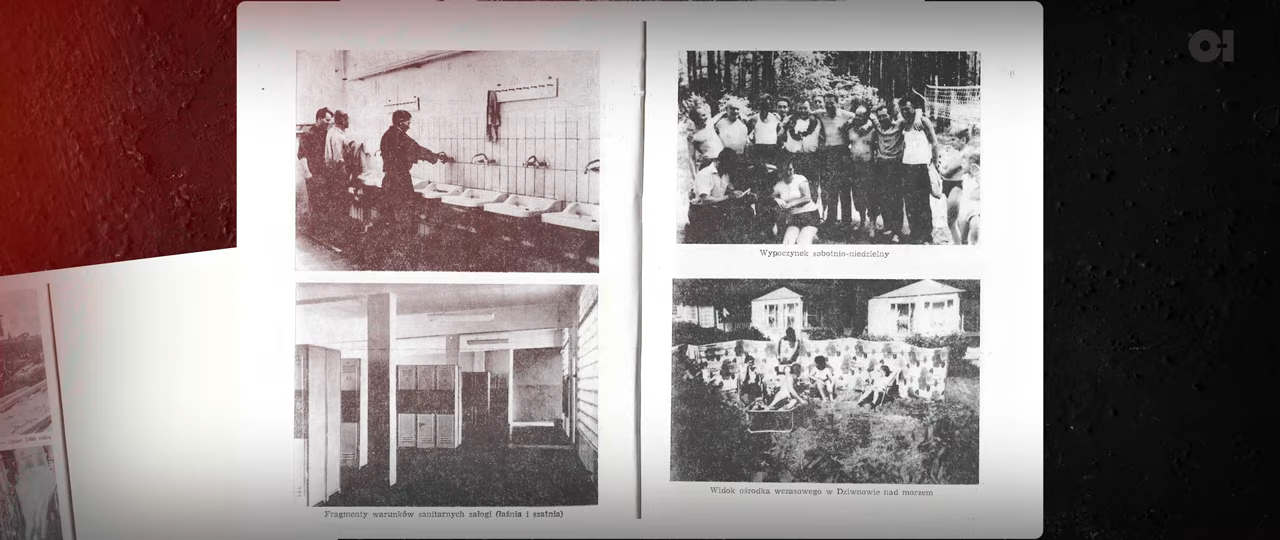 Fragmenty warunków sanitarnych załogi (łaźnia i szatnia)
Wypoczynek sobotnio-niedzielny
Widok ośrodka wczasowego w Dziwnowie nad morzem